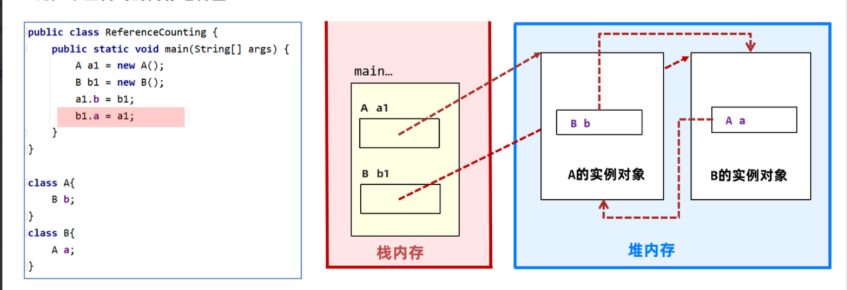 public class ReferenceCounting {
    public static void main(String[] args) {
        A a1 = new A();
        B b1 = new B();
        a1.b = b1;
        b1.a = a1;
    }
}
class A{
    B b;
}
class B{
    A a;
}
main…
A a1
B b1
栈内存
B b
A的实例对象
A a
B的实例对象
堆内存